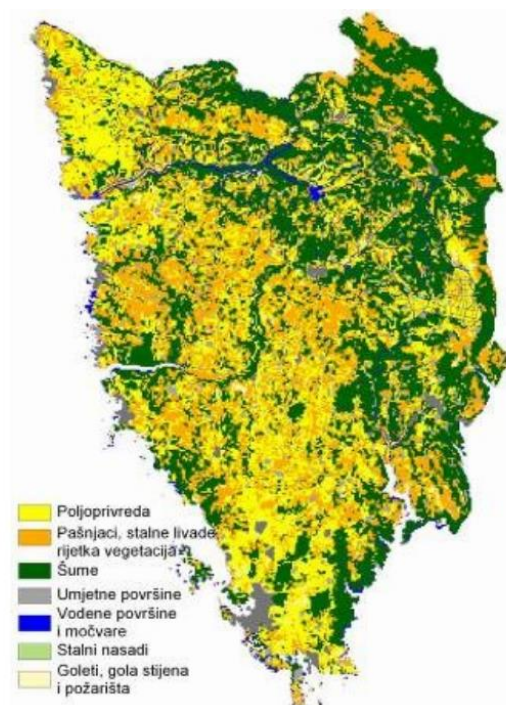 Poljoprivreda
Pašnjaci, stalne livade
rijetka vegetacija
Šume
Umjetne površine
Vodene površine
i močvare
Stalni nasadi
Goleti, gola stijena
i požarišta